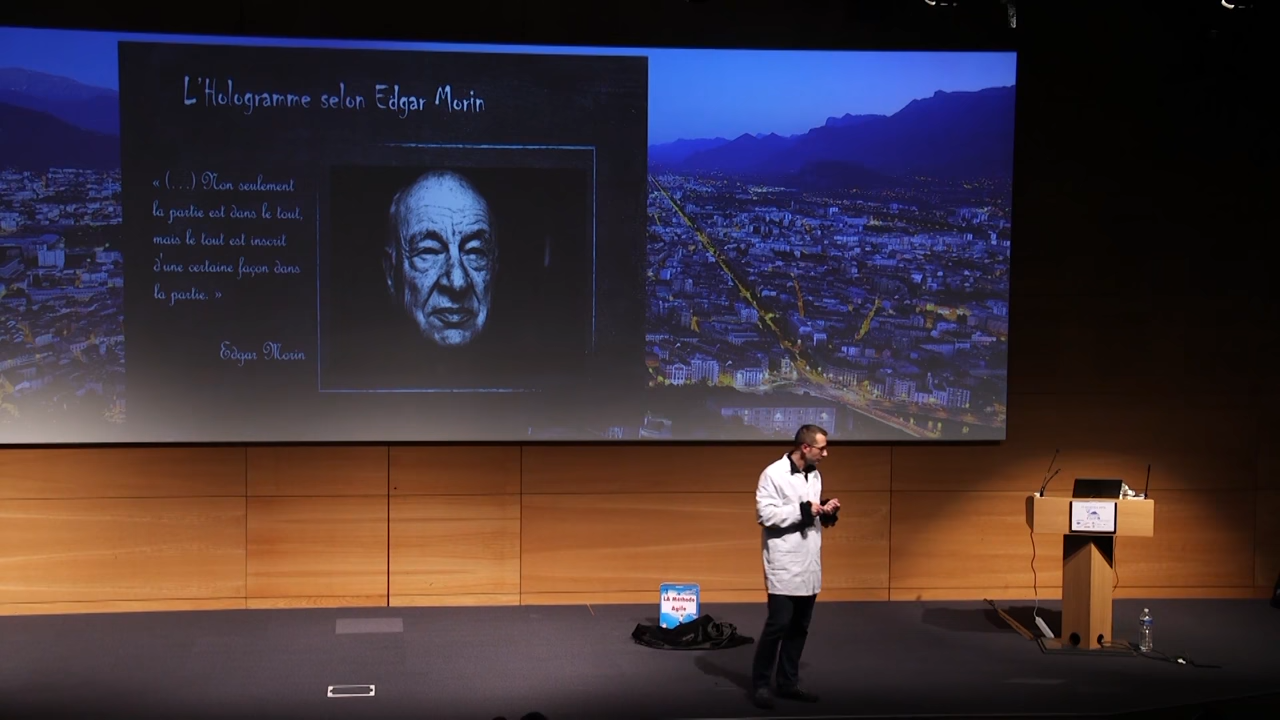 L'Hologramme selon Edgar Morin
« (...) Non seulement
la partie est dans le tout,
mais le tout est inscrit
d'une certaine façon dans
la partie. »
Edgar Morin
LA Méthode
Agile